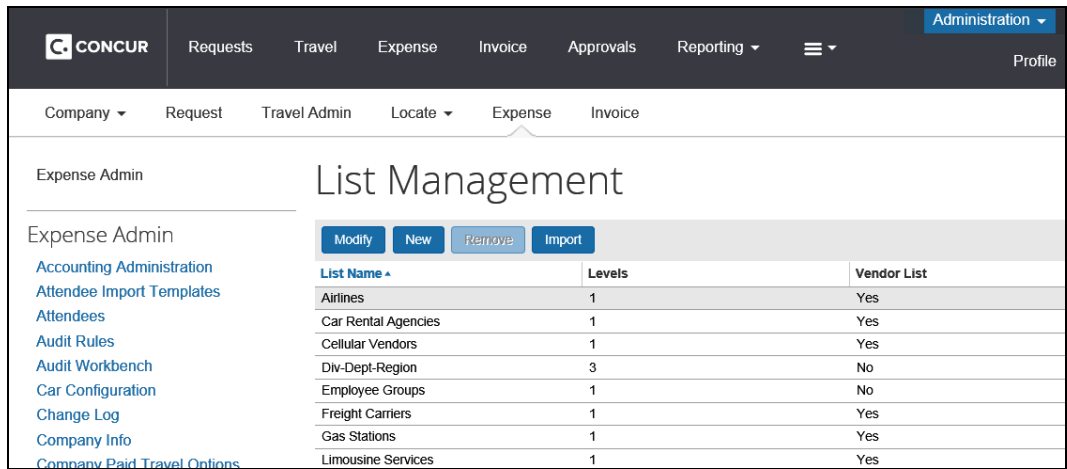 Administration
CONCUR Requests Travel Expense Invoice Approvals Reporting
Profile
Company Request Travel Admin Locate Expense Invoice
Expense Admin
List Management
Expense Admin
Modify New Remove Import
Accounting Administration
Attendee Import Templates
Attendees
Audit Rules
Audit Workbench
Car Configuration
Change Log
Company Info
Company Paid Travel Options
List Name Levels Vendor List
Airlines 1 Yes
Car Rental Agencies 1 Yes
Cellular Vendors 1 Yes
Div-Dept-Region 3 No
Employee Groups 1 No
Freight Carriers 1 Yes
Gas Stations 1 Yes
Limousine Services 1 Yes